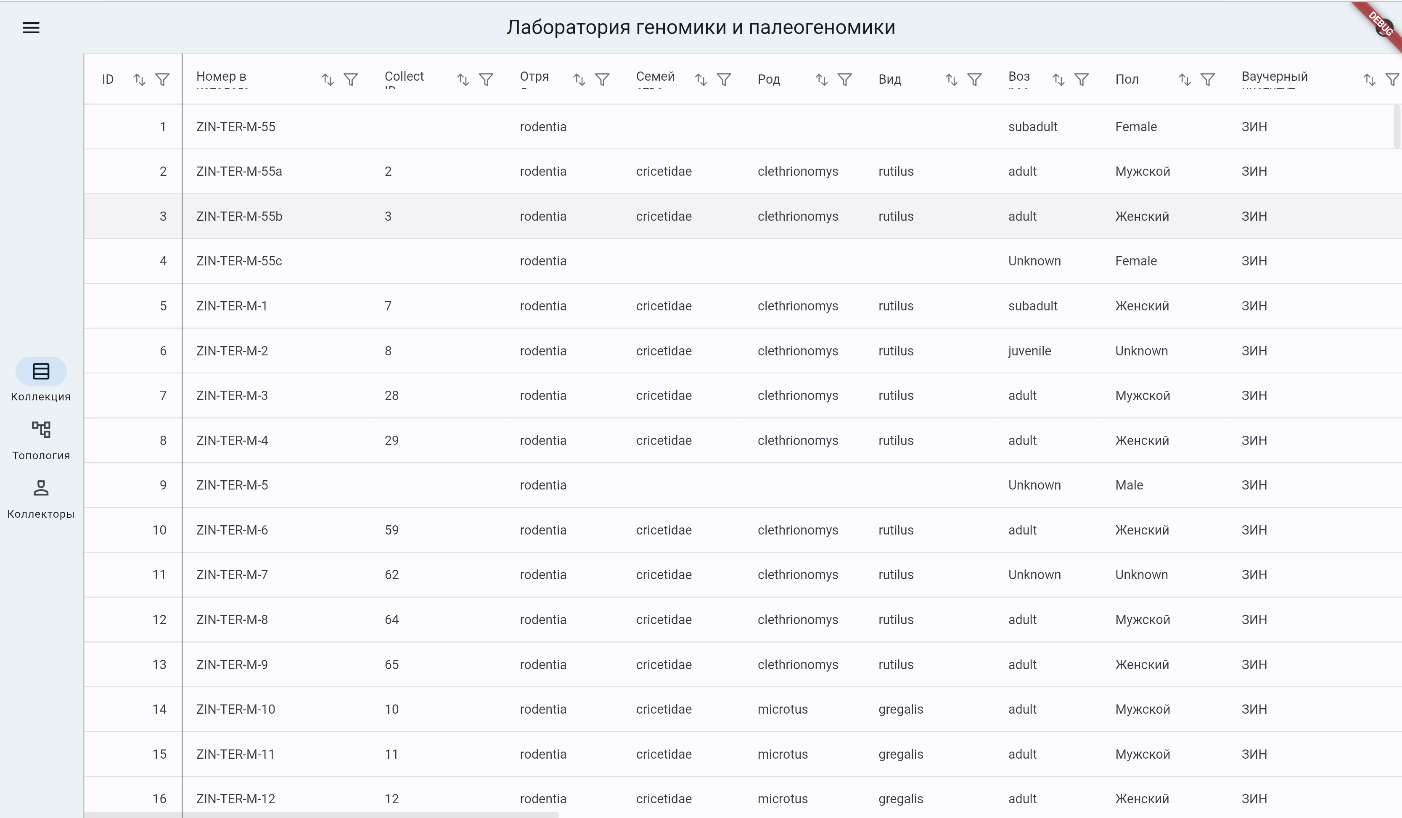 Лаборатория геномики и палеогеномики
DEBUG
ID Номер в Collect Отря Семей Род Вид Воз Пол Ваучерный
1 ZIN-TER-M-55 rodentia subadult Female ЗИН
2 ZIN-TER-M-55a 2 rodentia cricetidae clethrionomys rutilus adult Мужской ЗИН
3 ZIN-TER-M-55b 3 rodentia cricetidae clethrionomys rutilus adult Женский ЗИН
4 ZIN-TER-M-55c rodentia Unknown Female ЗИН
5 ZIN-TER-M-1 7 rodentia cricetidae clethrionomys rutilus subadult Женский ЗИН
6 ZIN-TER-M-2 8 rodentia cricetidae clethrionomys rutilus juvenile Unknown ЗИН
7 ZIN-TER-M-3 28 rodentia cricetidae clethrionomys rutilus adult Мужской ЗИН
8 ZIN-TER-M-4 29 rodentia cricetidae clethrionomys rutilus adult Женский ЗИН
9 ZIN-TER-M-5 rodentia Unknown Male ЗИН
10 ZIN-TER-M-6 59 rodentia cricetidae clethrionomys rutilus adult Женский ЗИН
11 ZIN-TER-M-7 62 rodentia cricetidae clethrionomys rutilus Unknown Unknown ЗИН
12 ZIN-TER-M-8 64 rodentia cricetidae clethrionomys rutilus adult Мужской ЗИН
13 ZIN-TER-M-9 65 rodentia cricetidae clethrionomys rutilus adult Женский ЗИН
14 ZIN-TER-M-10 10 rodentia cricetidae microtus gregalis adult Мужской ЗИН
15 ZIN-TER-M-11 11 rodentia cricetidae microtus gregalis adult Мужской ЗИН
16 ZIN-TER-M-12 12 rodentia cricetidae microtus gregalis adult Женский ЗИН
Коллекция
Топология
Коллекторы